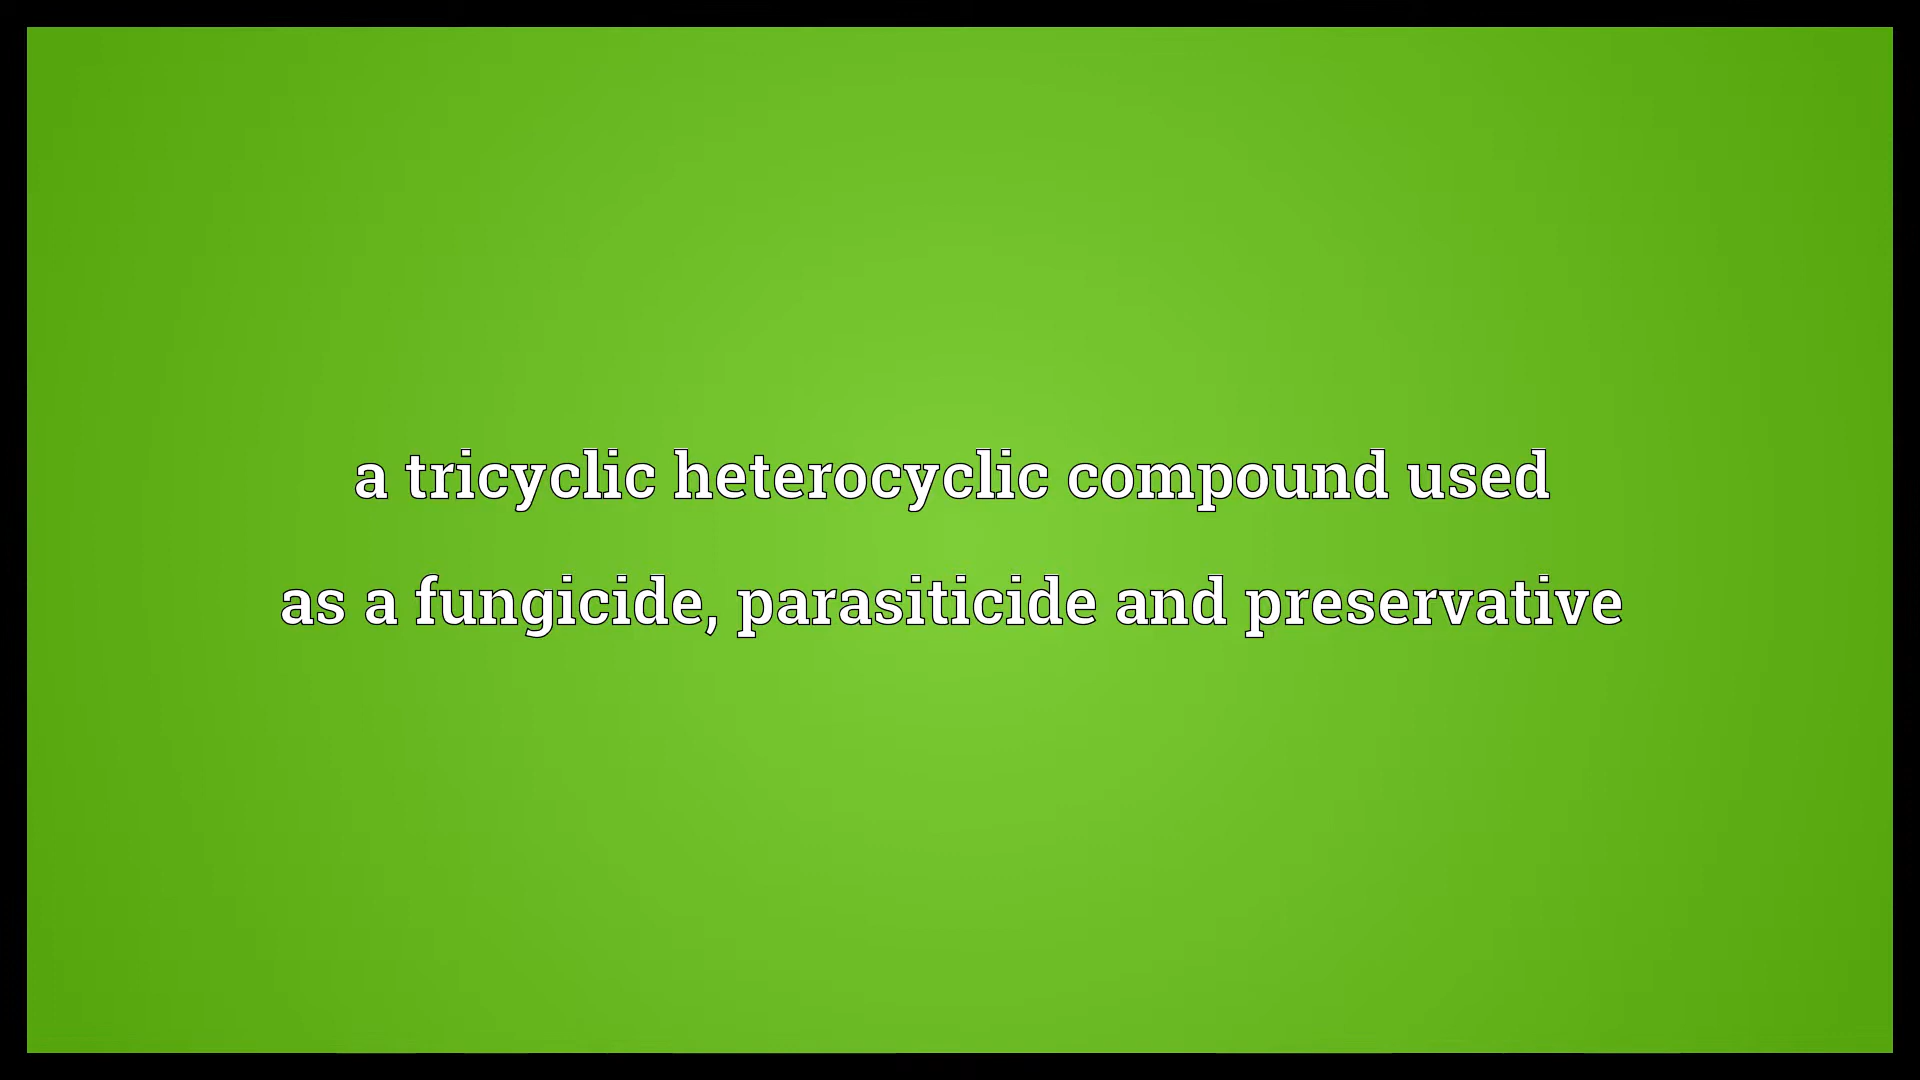 a tricyclic heterocyclic compound used
as a fungicide, parasiticide and preservative